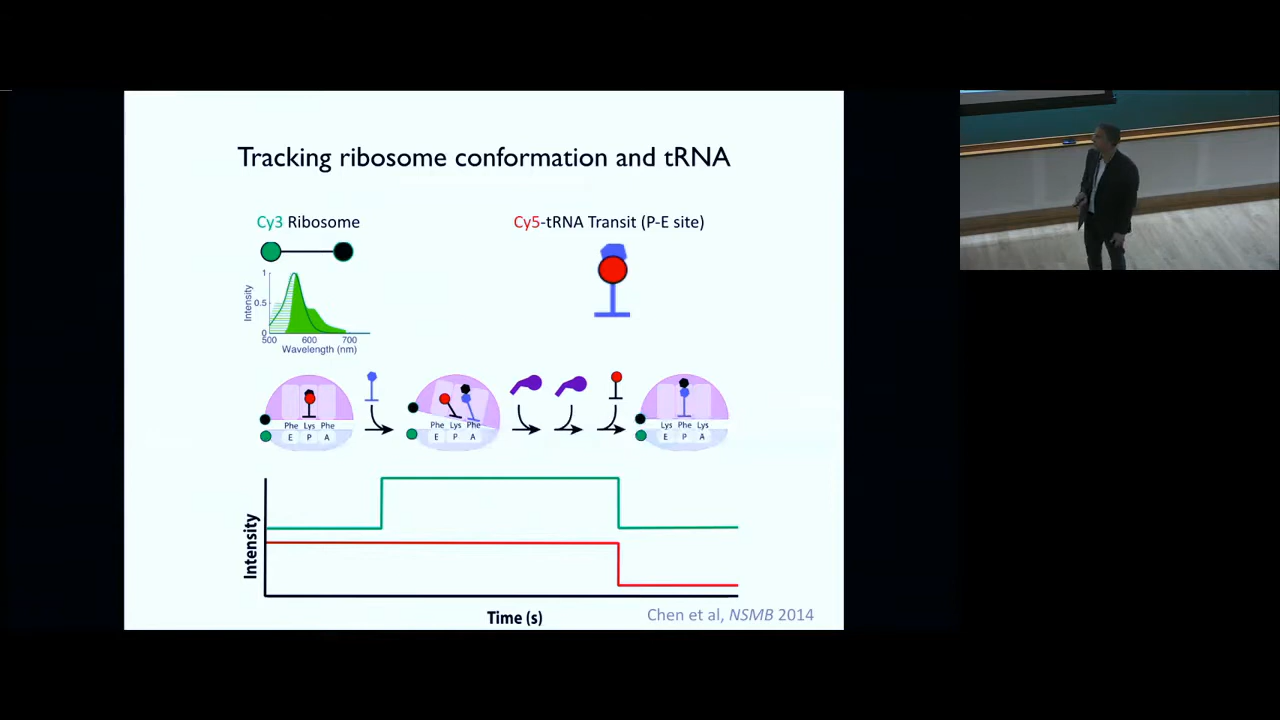 Tracking ribosome conformation and tRNA
Cy3 Ribosome
Cy5-tRNA Transit (P-E site)
Intensity
1
0.5
0
500 600 700
Wavelength (nm)
Phe Lys Phe
E P A
Phe Lys Phe
E P A
Lys Phe Lys
E P A
Intensity
Time (s)
Chen et al, NSMB 2014